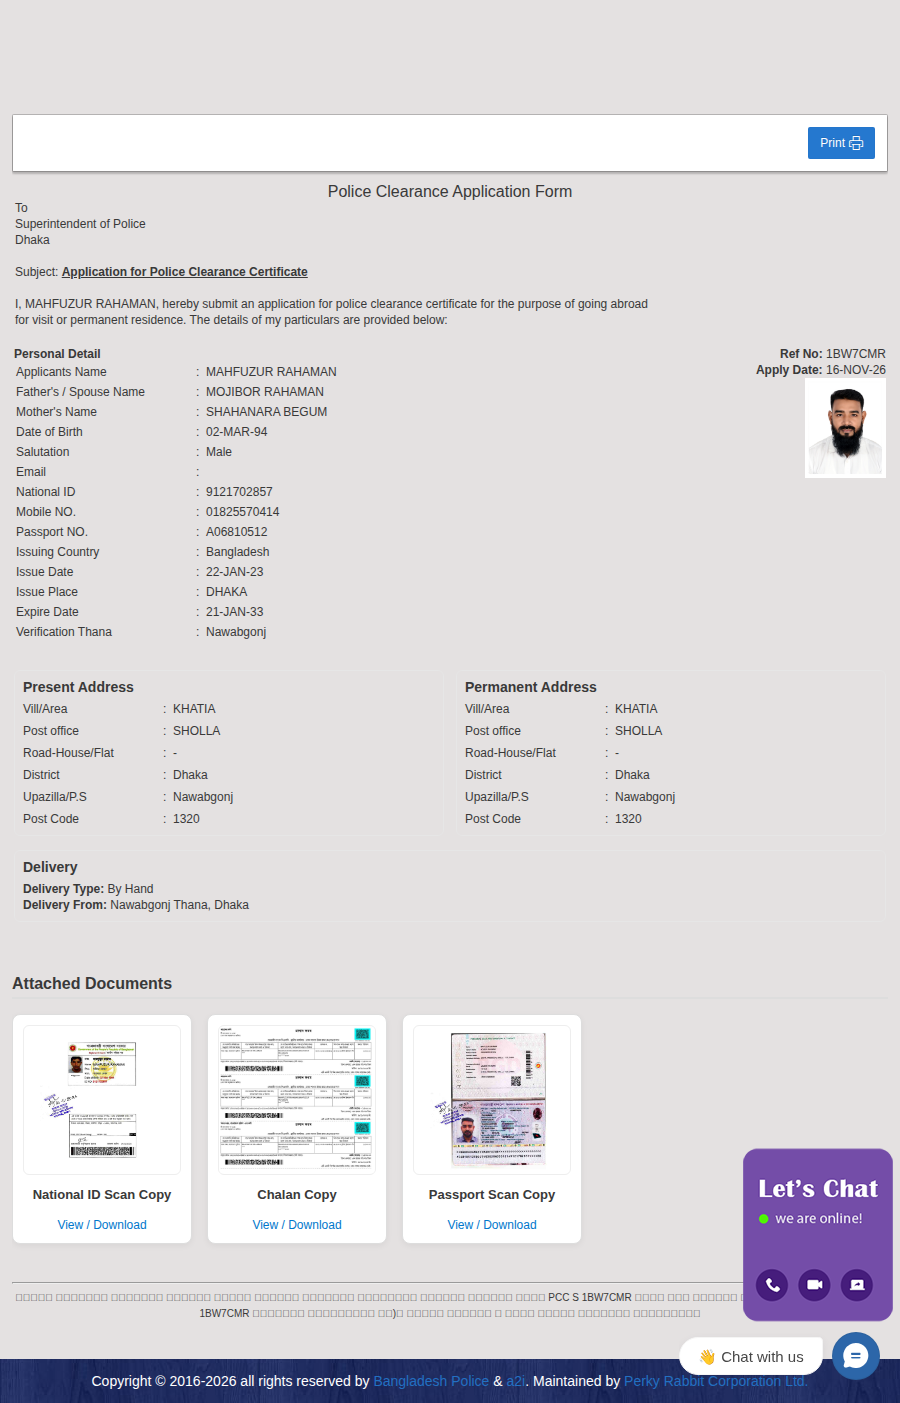 Print
Police Clearance Application Form
To
Superintendent of Police
Dhaka
Subject: Application for Police Clearance Certificate
I, MAHFUZUR RAHAMAN, hereby submit an application for police clearance certificate for the purpose of going abroad
for visit or permanent residence. The details of my particulars are provided below:
Personal Detail
Ref No: 1BW7CMR
Apply Date: 16-NOV-26
Applicants Name : MAHFUZUR RAHAMAN
Father's / Spouse Name : MOJIBOR RAHAMAN
Mother's Name : SHAHANARA BEGUM
Date of Birth : 02-MAR-94
Salutation : Male
Email :
National ID : 9121702857
Mobile NO. : 01825570414
Passport NO. : A06810512
Issuing Country : Bangladesh
Issue Date : 22-JAN-23
Issue Place : DHAKA
Expire Date : 21-JAN-33
Verification Thana : Nawabgonj
Present Address
Vill/Area : KHATIA
Post office : SHOLLA
Road-House/Flat : -
District : Dhaka
Upazilla/P.S : Nawabgonj
Post Code : 1320
Permanent Address
Vill/Area : KHATIA
Post office : SHOLLA
Road-House/Flat : -
District : Dhaka
Upazilla/P.S : Nawabgonj
Post Code : 1320
Delivery
Delivery Type: By Hand
Delivery From: Nawabgonj Thana, Dhaka
Attached Documents
National ID Scan Copy
View / Download
Chalan Copy
View / Download
Passport Scan Copy
View / Download
Let's Chat
we are online!
PCC S 1BW7CMR
1BW7CMR
👋 Chat with us
Copyright © 2016-2026 all rights reserved by Bangladesh Police & a2i. Maintained by Perky Rabbit Corporation Ltd.